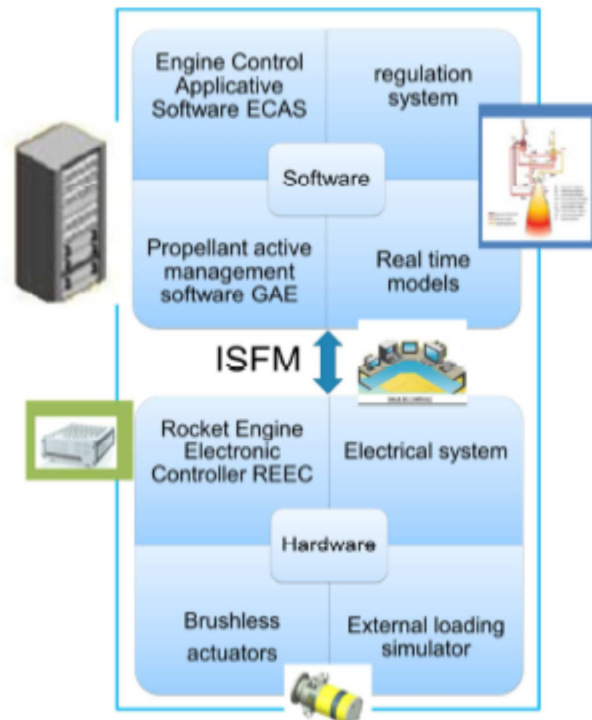 Engine Control
Applicative
Software ECAS
regulation
system
Software
Propellant active
management
software GAE
Real time
models
ISFM
Rocket Engine
Electronic
Controller REEC
Electrical system
Hardware
Brushless
actuators
External loading
simulator